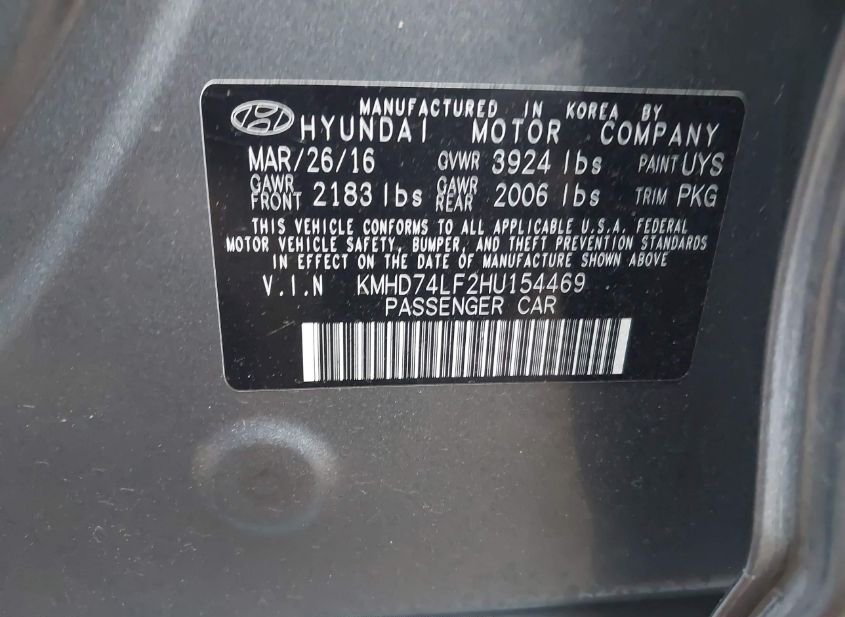 MANUFACTURED IN KOREA BY
HYUNDAI MOTOR COMPANY
MAR/26/16 GVWR 3924 lbs PAINT UYS
GAWR FRONT 2183 lbs GAWR REAR 2006 lbs TRIM PKG
THIS VEHICLE CONFORMS TO ALL APPLICABLE U.S.A. FEDERAL
MOTOR VEHICLE SAFETY, BUMPER, AND THEFT PREVENTION STANDARDS
IN EFFECT ON THE DATE OF MANUFACTURE SHOWN ABOVE
V.I.N KMHD74LF2HU154469
PASSENGER CAR